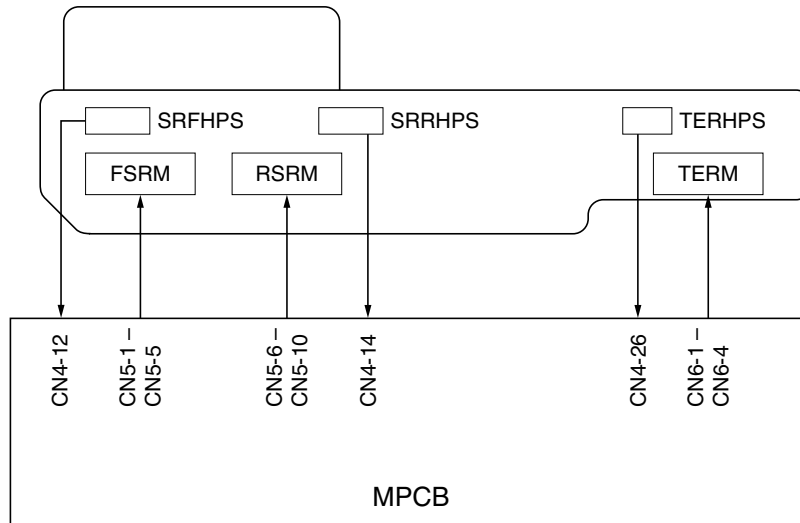 SRFHPS
SRRHPS
TERHPS
FSRM
RSRM
TERM
CN4-12
CN5-1 –
CN5-5
CN5-6 –
CN5-10
CN4-14
CN4-26
CN6-1 –
CN6-4
MPCB